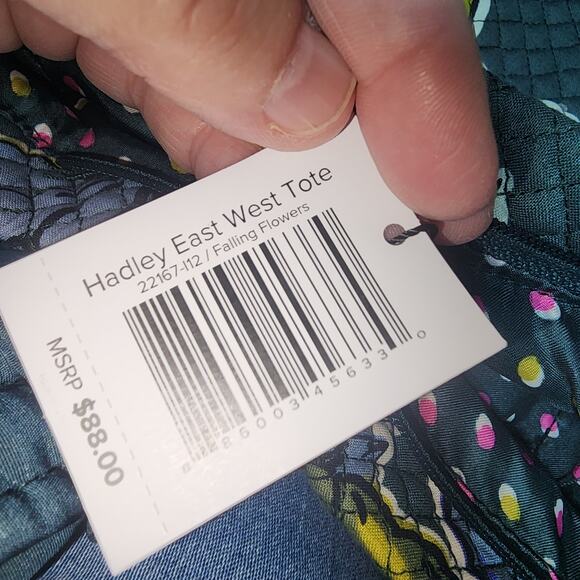 Hadley East West Tote
22167-I12 / Falling Flowers
MSRP $88.00